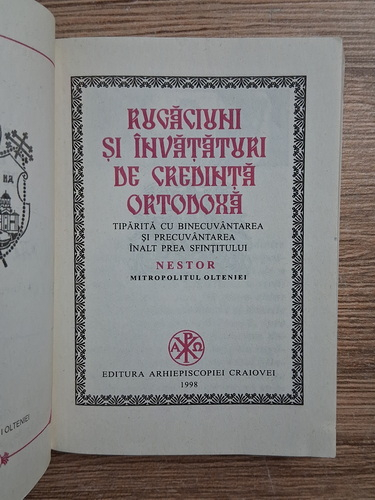 RUGĂCIUNI
ȘI ÎNVĂȚĂTURI
DE CREDINȚĂ
ORTODOXĂ
TIPĂRITĂ CU BINECUVÂNTAREA
ȘI PRECUVÂNTAREA
ÎNALT PREA SFINȚITULUI
NESTOR
MITROPOLITUL OLTENIEI
Α Ρ Ω
EDITURA ARHIEPISCOPIEI CRAIOVEI
1998
I OLTENIEI